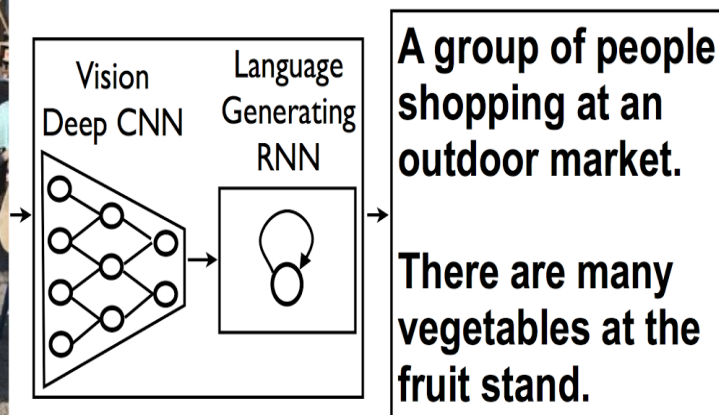 Vision
Deep CNN
Language
Generating
RNN
A group of people
shopping at an
outdoor market.
There are many
vegetables at the
fruit stand.